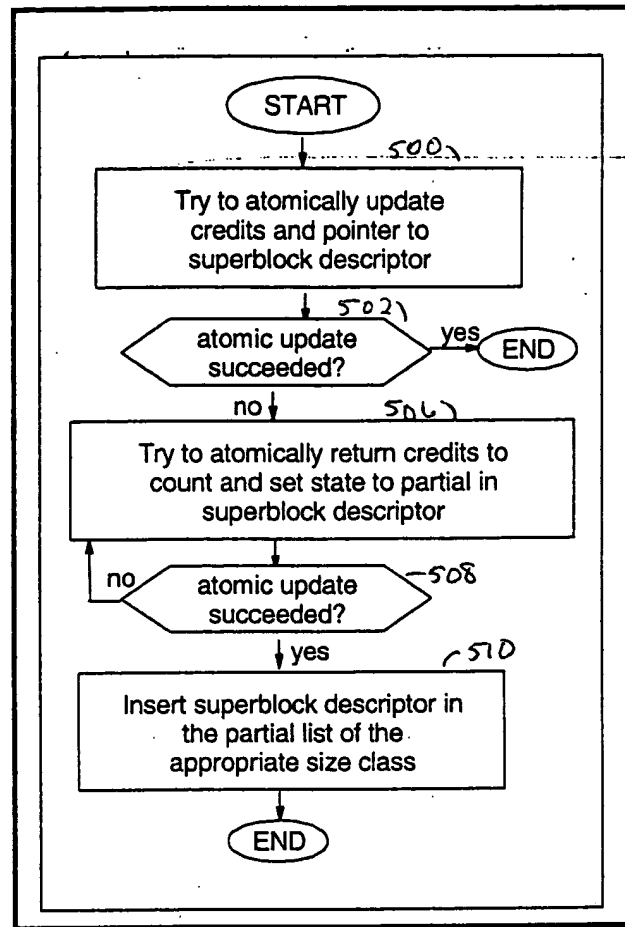 START
500
Try to atomically update
credits and pointer to
superblock descriptor
502
atomic update
succeeded?
yes
END
no
506
Try to atomically return credits to
count and set state to partial in
superblock descriptor
508
no
atomic update
succeeded?
yes
510
Insert superblock descriptor in
the partial list of the
appropriate size class
END